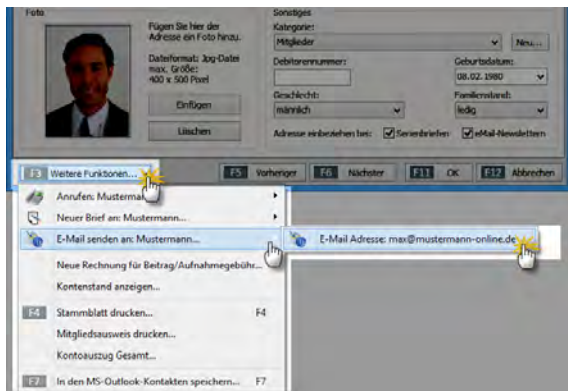 Foto
Fügen Sie hier der
Adresse ein Foto hinzu.
Dateiformat: Jpg-Datei
max. Größe:
400 x 500 Pixel
Einfügen
Löschen
Sonstiges
Kategorie:
Mitglieder
Neu...
Debitorennummer:
Geburtsdatum:
08.02.1980
Geschlecht:
männlich
Familienstand:
ledig
Adresse einbeziehen bei: Serienbriefen eMail-Newslettern
F3 Weitere Funktionen...
F5 Vorheriger F6 Nächster F11 OK F12 Abbrechen
Anrufen: Musterma
Neuer Brief an: Mustermann...
E-Mail senden an: Mustermann...
E-Mail Adresse: max@mustermann-online.de
Neue Rechnung für Beitrag/Aufnahmegebühr...
Kontenstand anzeigen...
F4 Stammblatt drucken... F4
Mitgliedsausweis drucken...
Kontoauszug Gesamt...
F7 In den MS-Outlook-Kontakten speichern... F7